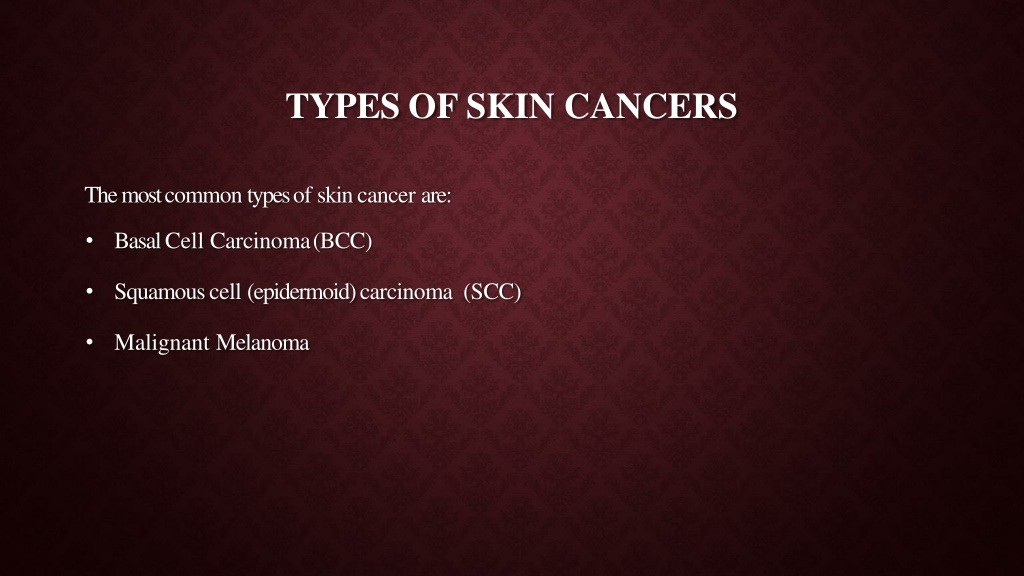 TYPES OF SKIN CANCERS
The most common types of skin cancer are:
• Basal Cell Carcinoma (BCC)
• Squamous cell (epidermoid) carcinoma (SCC)
• Malignant Melanoma